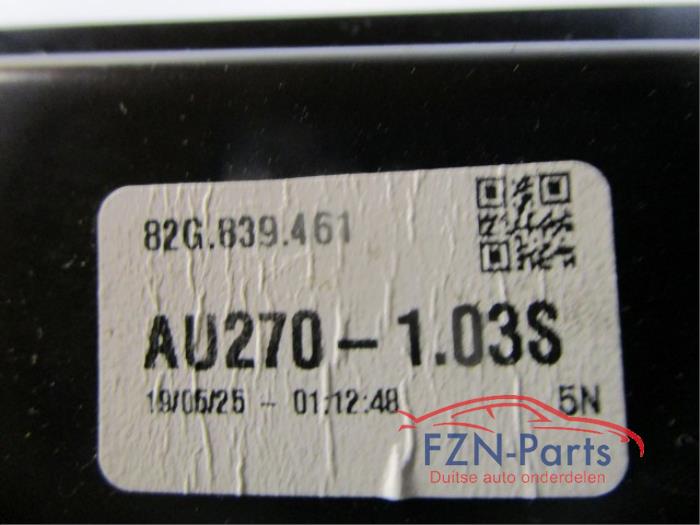 82G.839.461
AU270-1.03S
19/05/25 - 01:12:48 5N
FZN-Parts
Duitse auto onderdelen